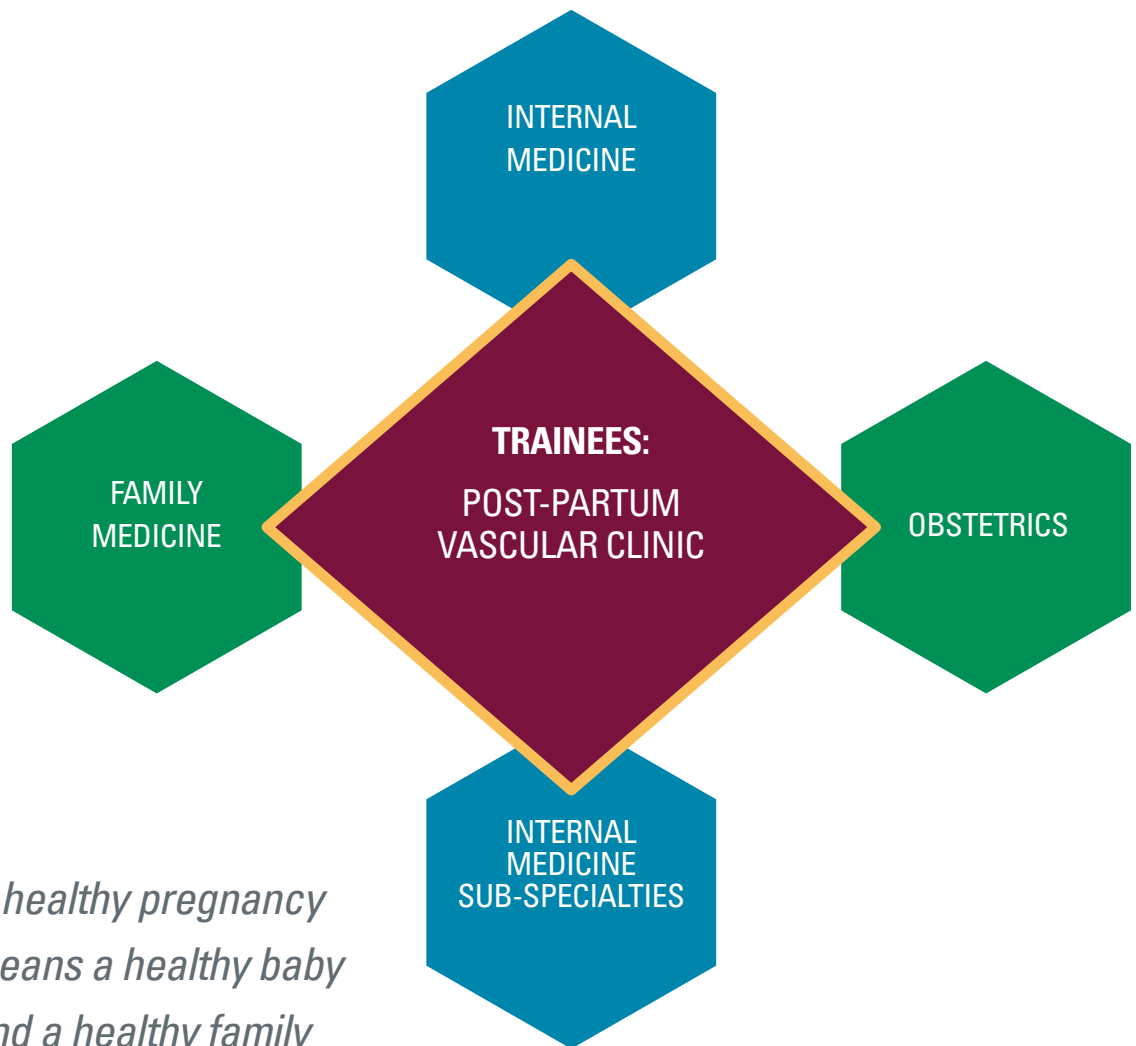 INTERNAL
MEDICINE
TRAINEES:
POST-PARTUM
VASCULAR CLINIC
FAMILY
MEDICINE
OBSTETRICS
INTERNAL
MEDICINE
SUB-SPECIALTIES
healthy pregnancy
a healthy baby
a healthy family